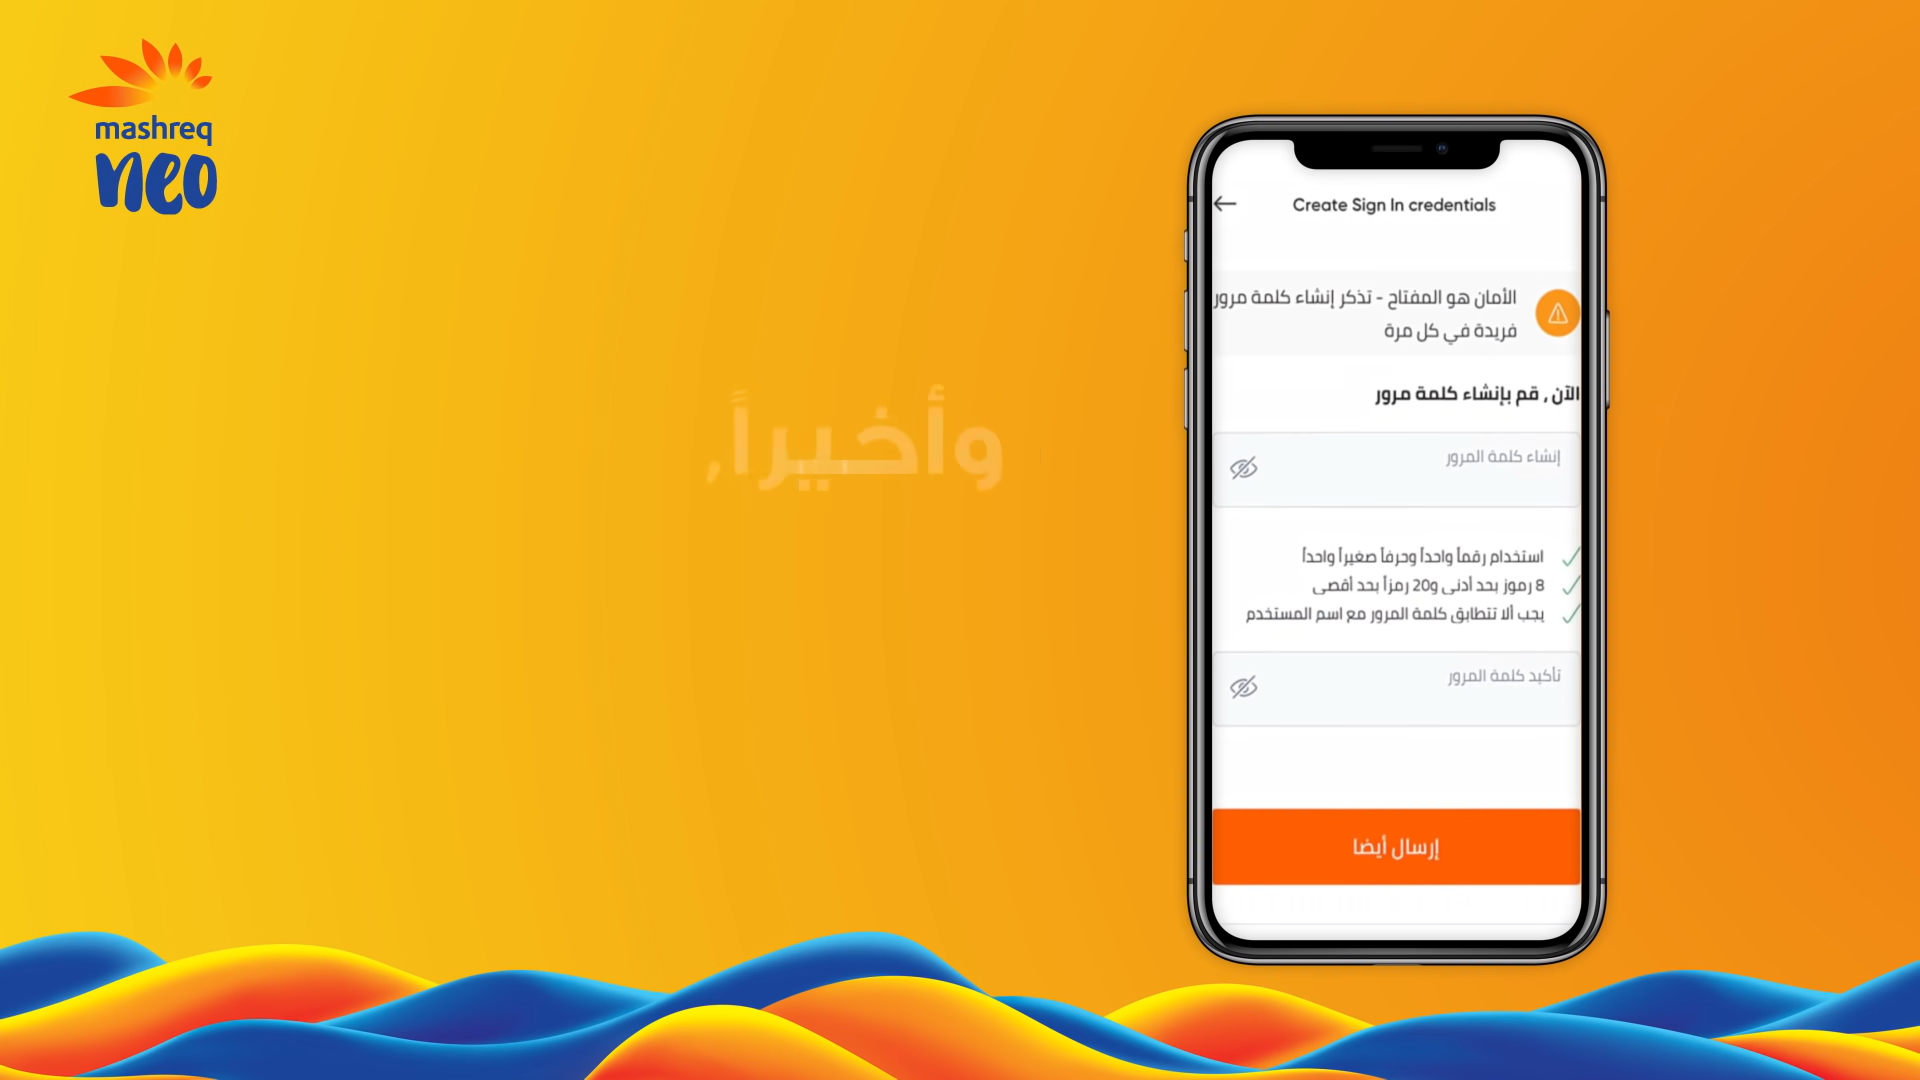 mashreq
neo
وأخيراً,
Create Sign In credentials
الأمان هو المفتاح - تذكر إنشاء كلمة مرور
فريدة في كل مرة
الآن , قم بإنشاء كلمة مرور
إنشاء كلمة المرور
استخدام رقماً واحداً وحرفاً صغيراً واحداً
8 رموز بحد أدنى و20 رمزاً بحد أقصى
يجب ألا تتطابق كلمة المرور مع اسم المستخدم
تأكيد كلمة المرور
إرسال أيضا